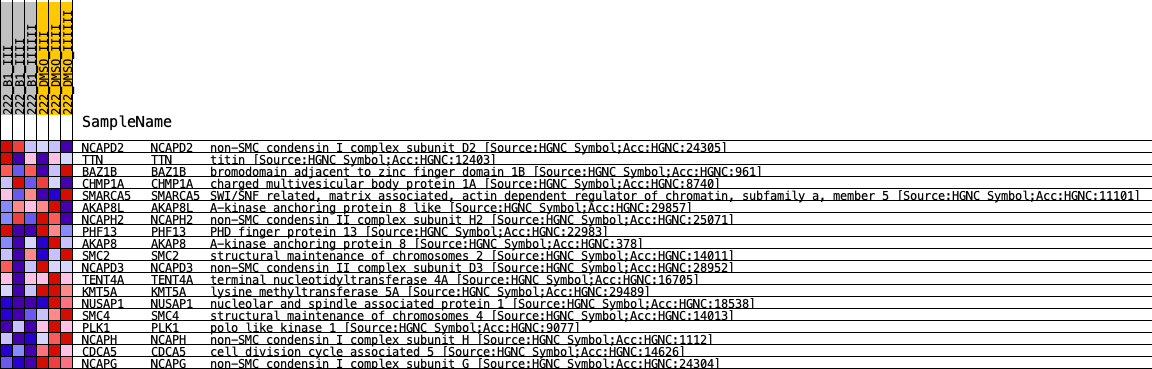 222_B1_III
222_B1_IIII
222_B1_IIIIII
222_DMSO_III
222_DMSO_IIII
222_DMSO_IIIIII
SampleName
NCAPD2 NCAPD2 non-SMC condensin I complex subunit D2 [Source:HGNC Symbol;Acc:HGNC:24305]
TTN TTN titin [Source:HGNC Symbol;Acc:HGNC:12403]
BAZ1B BAZ1B bromodomain adjacent to zinc finger domain 1B [Source:HGNC Symbol;Acc:HGNC:961]
CHMP1A CHMP1A charged multivesicular body protein 1A [Source:HGNC Symbol;Acc:HGNC:8740]
SMARCA5 SMARCA5 SWI/SNF related, matrix associated, actin dependent regulator of chromatin, subfamily a, member 5 [Source:HGNC Symbol;Acc:HGNC:11101]
AKAP8L AKAP8L A-kinase anchoring protein 8 like [Source:HGNC Symbol;Acc:HGNC:29857]
NCAPH2 NCAPH2 non-SMC condensin II complex subunit H2 [Source:HGNC Symbol;Acc:HGNC:25071]
PHF13 PHF13 PHD finger protein 13 [Source:HGNC Symbol;Acc:HGNC:22983]
AKAP8 AKAP8 A-kinase anchoring protein 8 [Source:HGNC Symbol;Acc:HGNC:378]
SMC2 SMC2 structural maintenance of chromosomes 2 [Source:HGNC Symbol;Acc:HGNC:14011]
NCAPD3 NCAPD3 non-SMC condensin II complex subunit D3 [Source:HGNC Symbol;Acc:HGNC:28952]
TENT4A TENT4A terminal nucleotidyltransferase 4A [Source:HGNC Symbol;Acc:HGNC:16705]
KMT5A KMT5A lysine methyltransferase 5A [Source:HGNC Symbol;Acc:HGNC:29489]
NUSAP1 NUSAP1 nucleolar and spindle associated protein 1 [Source:HGNC Symbol;Acc:HGNC:18538]
SMC4 SMC4 structural maintenance of chromosomes 4 [Source:HGNC Symbol;Acc:HGNC:14013]
PLK1 PLK1 polo like kinase 1 [Source:HGNC Symbol;Acc:HGNC:9077]
NCAPH NCAPH non-SMC condensin I complex subunit H [Source:HGNC Symbol;Acc:HGNC:1112]
CDCA5 CDCA5 cell division cycle associated 5 [Source:HGNC Symbol;Acc:HGNC:14626]
NCAPG NCAPG non-SMC condensin I complex subunit G [Source:HGNC Symbol;Acc:HGNC:24304]